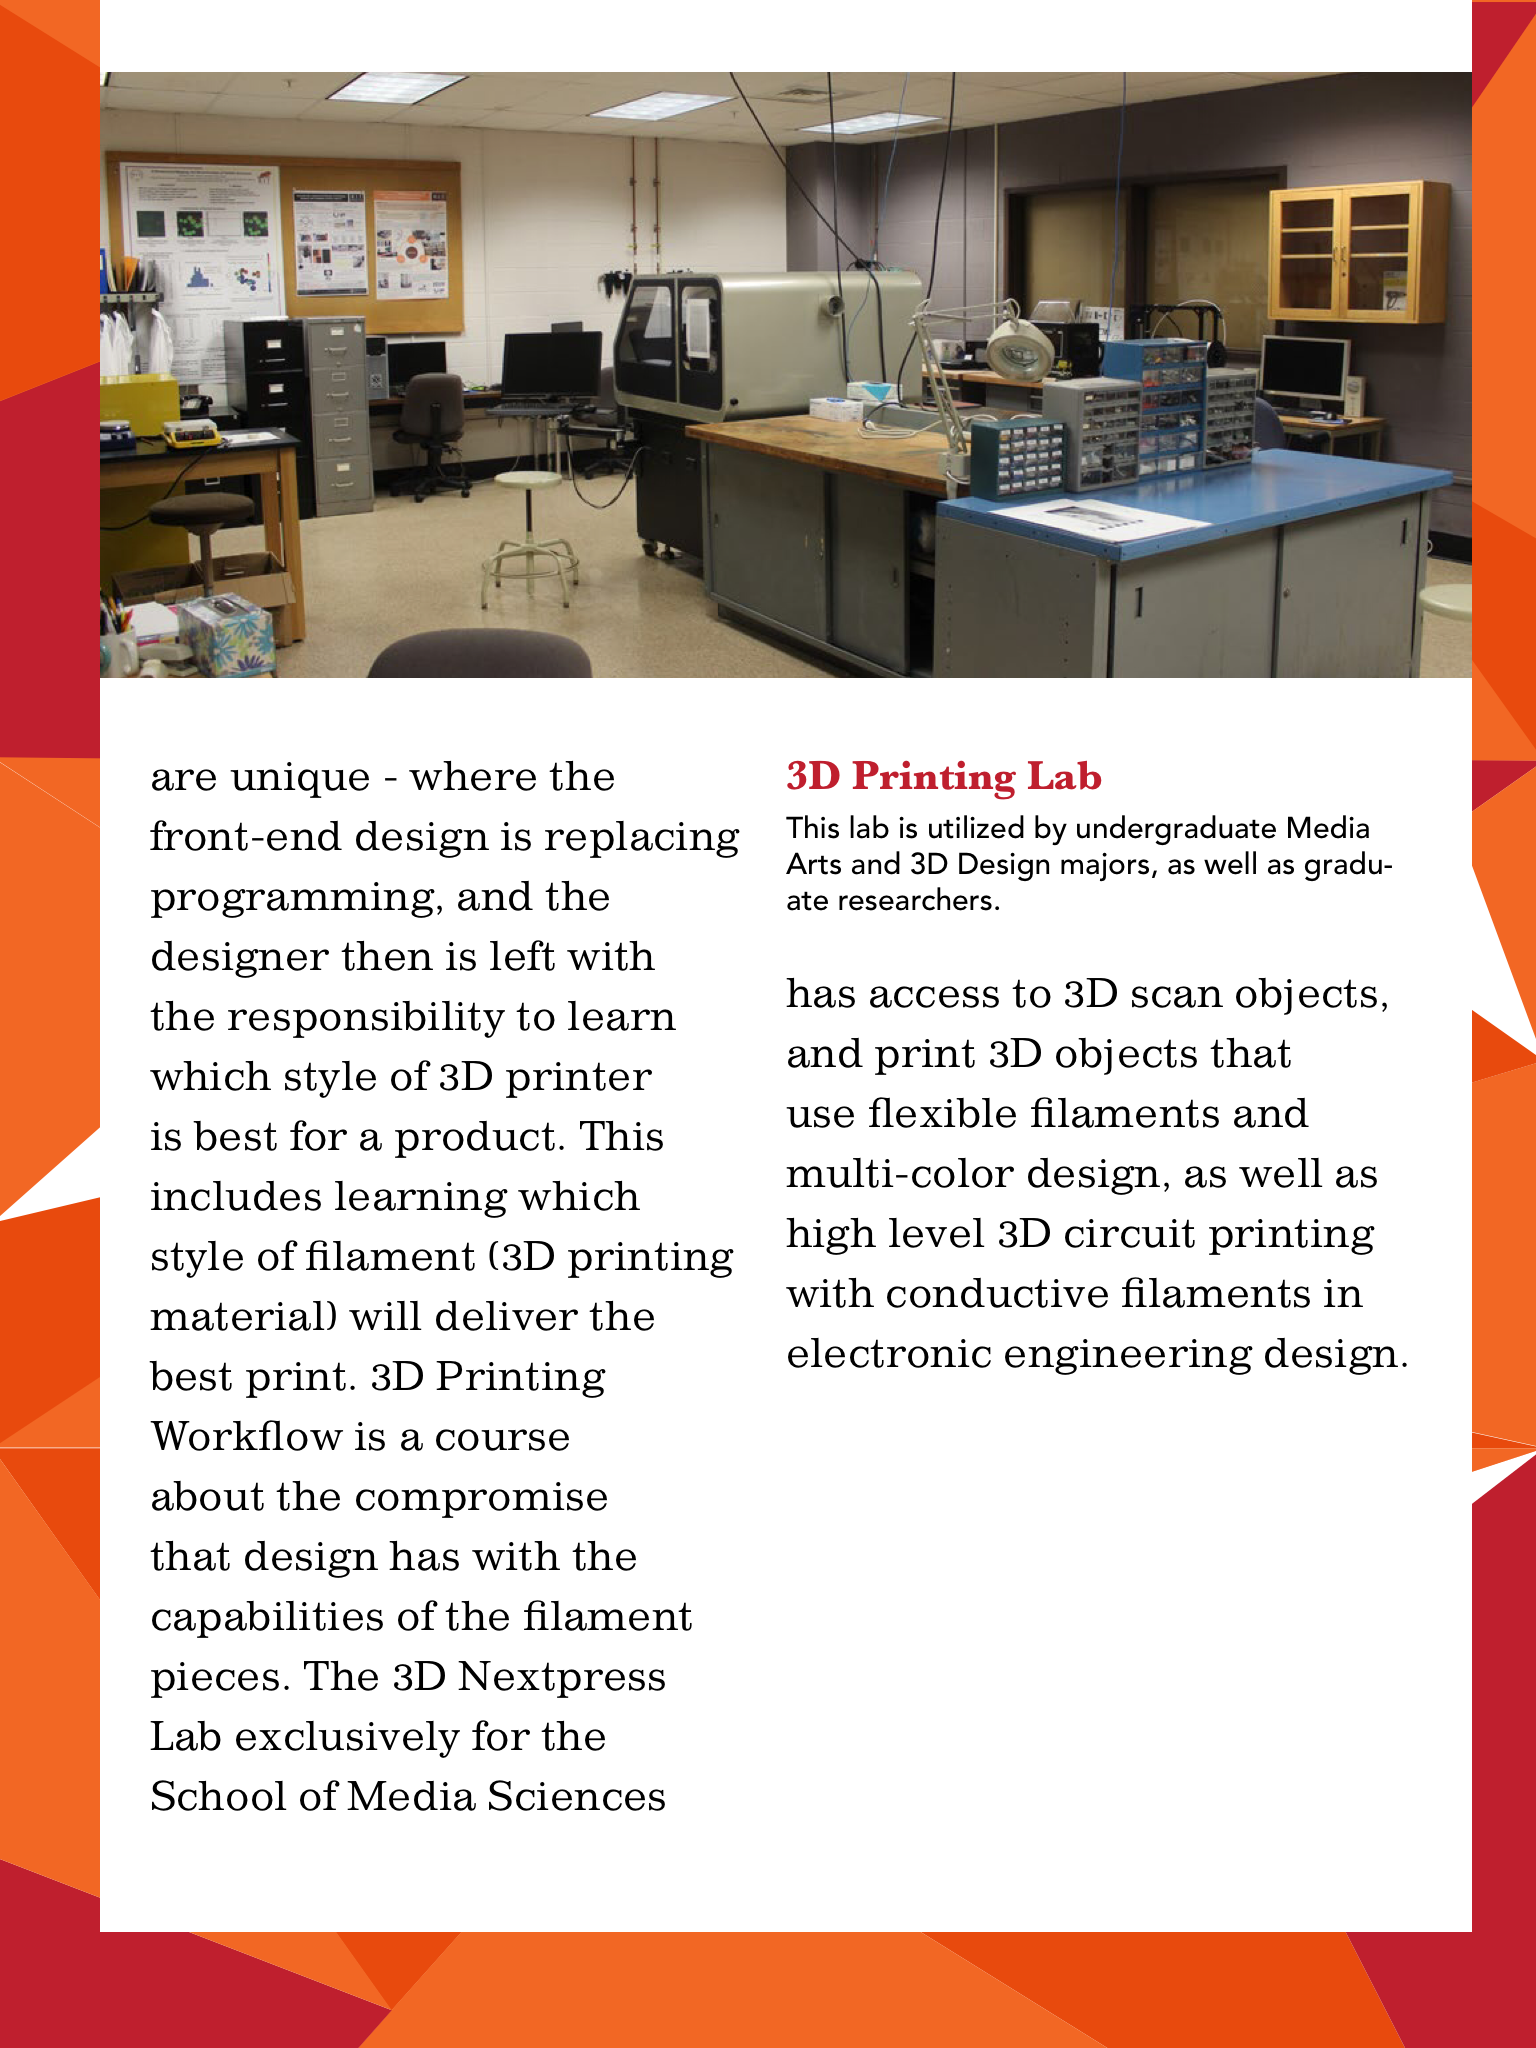 are unique - where the
front-end design is replacing
programming, and the
designer then is left with
the responsibility to learn
which style of 3D printer
is best for a product. This
includes learning which
style of filament (3D printing
material) will deliver the
best print. 3D Printing
Workflow is a course
about the compromise
that design has with the
capabilities of the filament
pieces. The 3D Nextpress
Lab exclusively for the
School of Media Sciences
3D Printing Lab
This lab is utilized by undergraduate Media
Arts and 3D Design majors, as well as gradu-
ate researchers.
has access to 3D scan objects,
and print 3D objects that
use flexible filaments and
multi-color design, as well as
high level 3D circuit printing
with conductive filaments in
electronic engineering design.